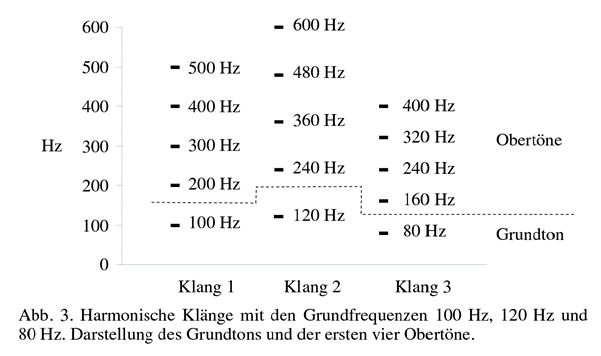 600
500
400
Hz
300
200
100
0
500 Hz
400 Hz
300 Hz
200 Hz
100 Hz
600 Hz
480 Hz
360 Hz
240 Hz
120 Hz
400 Hz
320 Hz
240 Hz
160 Hz
80 Hz
Obertöne
Grundton
Klang 1 Klang 2 Klang 3
Abb. 3. Harmonische Klänge mit den Grundfrequenzen 100 Hz, 120 Hz und
80 Hz. Darstellung des Grundtons und der ersten vier Obertöne.